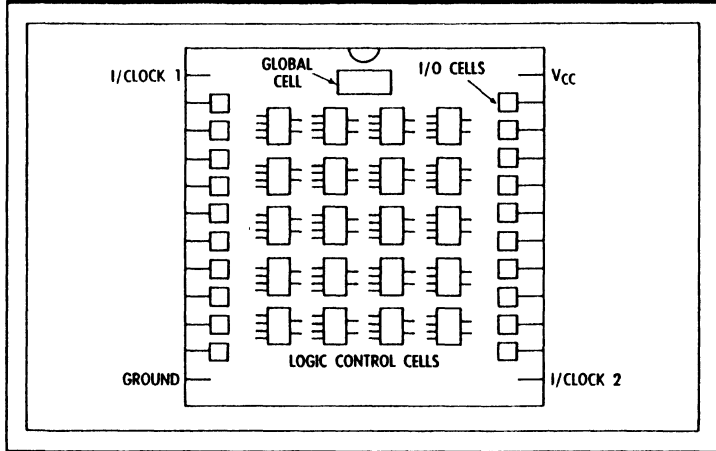 GLOBAL
CELL
I/O CELLS
I/CLOCK 1
VCC
LOGIC CONTROL CELLS
GROUND
I/CLOCK 2